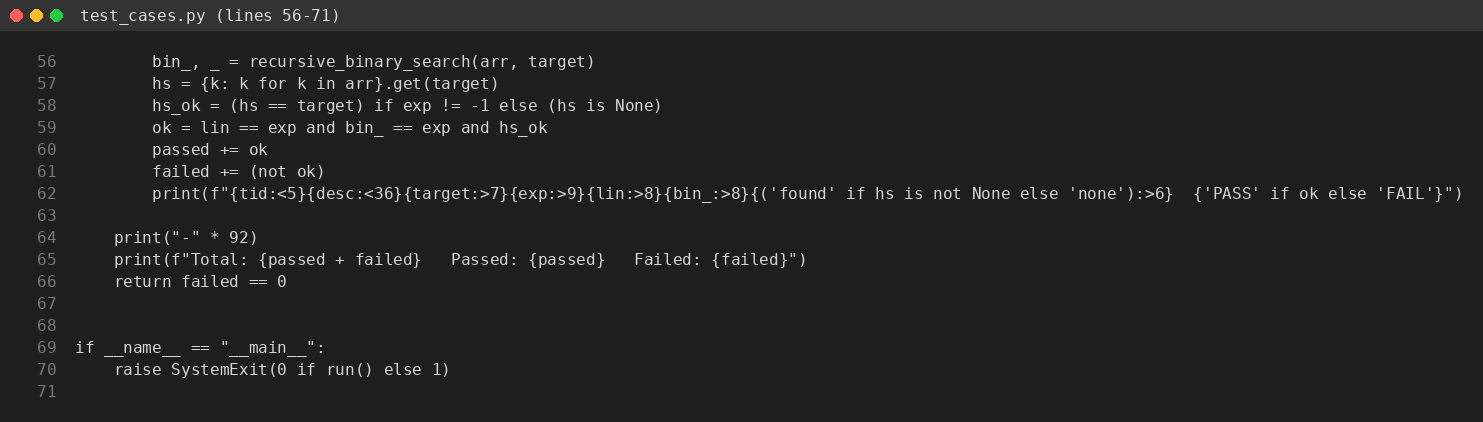 test_cases.py (lines 56-71)
56         bin_, _ = recursive_binary_search(arr, target)
57         hs = {k: k for k in arr}.get(target)
58         hs_ok = (hs == target) if exp != -1 else (hs is None)
59         ok = lin == exp and bin_ == exp and hs_ok
60         passed += ok
61         failed += (not ok)
62         print(f"{tid:<5}{desc:<36}{target:>7}{exp:>9}{lin:>8}{bin_:>8}{('found' if hs is not None else 'none'):>6}  {'PASS' if ok else 'FAIL'}")
63
64     print("-" * 92)
65     print(f"Total: {passed + failed}   Passed: {passed}   Failed: {failed}")
66     return failed == 0
67
68
69 if __name__ == "__main__":
70     raise SystemExit(0 if run() else 1)
71